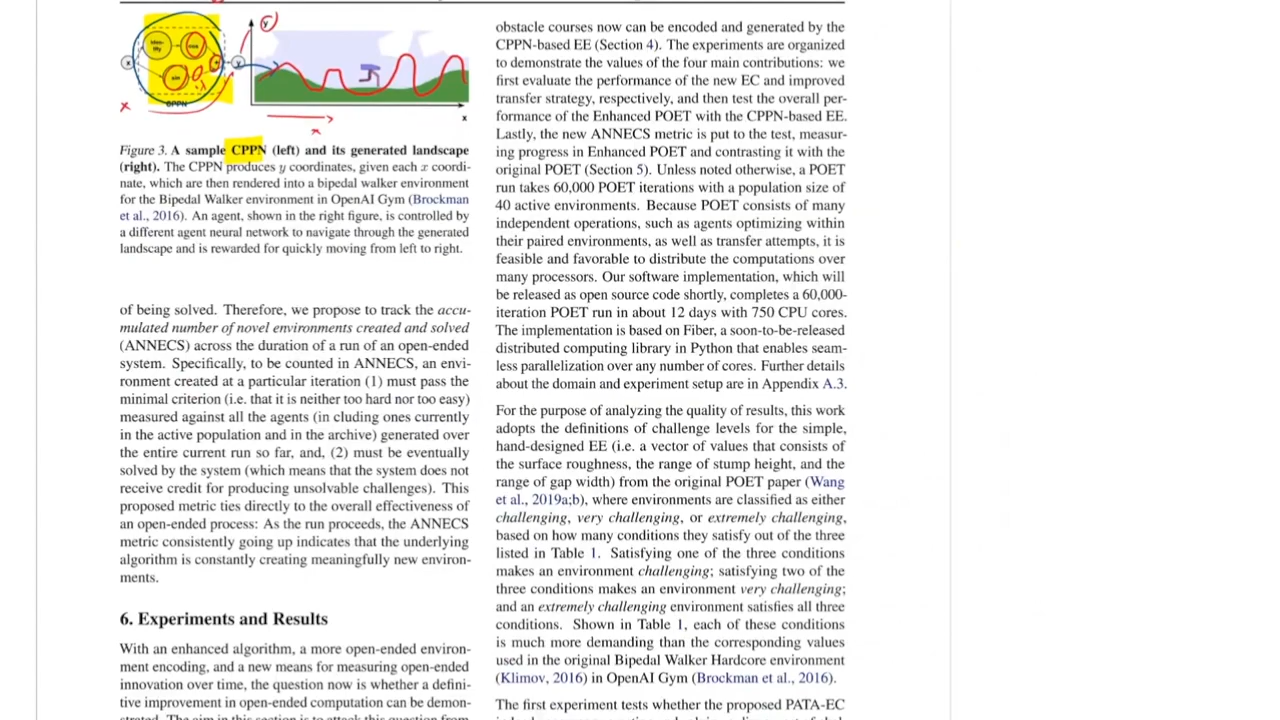 x
iden-
tity
cos
sin
+
y
CPPN
x
y
x
x
Figure 3. A sample CPPN (left) and its generated landscape
(right). The CPPN produces y coordinates, given each x coordi-
nate, which are then rendered into a bipedal walker environment
for the Bipedal Walker environment in OpenAI Gym (Brockman
et al., 2016). An agent, shown in the right figure, is controlled by
a different agent neural network to navigate through the generated
landscape and is rewarded for quickly moving from left to right.
of being solved. Therefore, we propose to track the accu-
mulated number of novel environments created and solved
(ANNECS) across the duration of a run of an open-ended
system. Specifically, to be counted in ANNECS, an envi-
ronment created at a particular iteration (1) must pass the
minimal criterion (i.e. that it is neither too hard nor too easy)
measured against all the agents (in cluding ones currently
in the active population and in the archive) generated over
the entire current run so far, and, (2) must be eventually
solved by the system (which means that the system does not
receive credit for producing unsolvable challenges). This
proposed metric ties directly to the overall effectiveness of
an open-ended process: As the run proceeds, the ANNECS
metric consistently going up indicates that the underlying
algorithm is constantly creating meaningfully new environ-
ments.
6. Experiments and Results
With an enhanced algorithm, a more open-ended environ-
ment encoding, and a new means for measuring open-ended
innovation over time, the question now is whether a defini-
tive improvement in open-ended computation can be demon-
strated. The aim in this section is to attack this question from
obstacle courses now can be encoded and generated by the
CPPN-based EE (Section 4). The experiments are organized
to demonstrate the values of the four main contributions: we
first evaluate the performance of the new EC and improved
transfer strategy, respectively, and then test the overall per-
formance of the Enhanced POET with the CPPN-based EE.
Lastly, the new ANNECS metric is put to the test, measur-
ing progress in Enhanced POET and contrasting it with the
original POET (Section 5). Unless noted otherwise, a POET
run takes 60,000 POET iterations with a population size of
40 active environments. Because POET consists of many
independent operations, such as agents optimizing within
their paired environments, as well as transfer attempts, it is
feasible and favorable to distribute the computations over
many processors. Our software implementation, which will
be released as open source code shortly, completes a 60,000-
iteration POET run in about 12 days with 750 CPU cores.
The implementation is based on Fiber, a soon-to-be-released
distributed computing library in Python that enables seam-
less parallelization over any number of cores. Further details
about the domain and experiment setup are in Appendix A.3.
For the purpose of analyzing the quality of results, this work
adopts the definitions of challenge levels for the simple,
hand-designed EE (i.e. a vector of values that consists of
the surface roughness, the range of stump height, and the
range of gap width) from the original POET paper (Wang
et al., 2019a;b), where environments are classified as either
challenging, very challenging, or extremely challenging,
based on how many conditions they satisfy out of the three
listed in Table 1. Satisfying one of the three conditions
makes an environment challenging; satisfying two of the
three conditions makes an environment very challenging;
and an extremely challenging environment satisfies all three
conditions. Shown in Table 1, each of these conditions
is much more demanding than the corresponding values
used in the original Bipedal Walker Hardcore environment
(Klimov, 2016) in OpenAI Gym (Brockman et al., 2016).
The first experiment tests whether the proposed PATA-EC